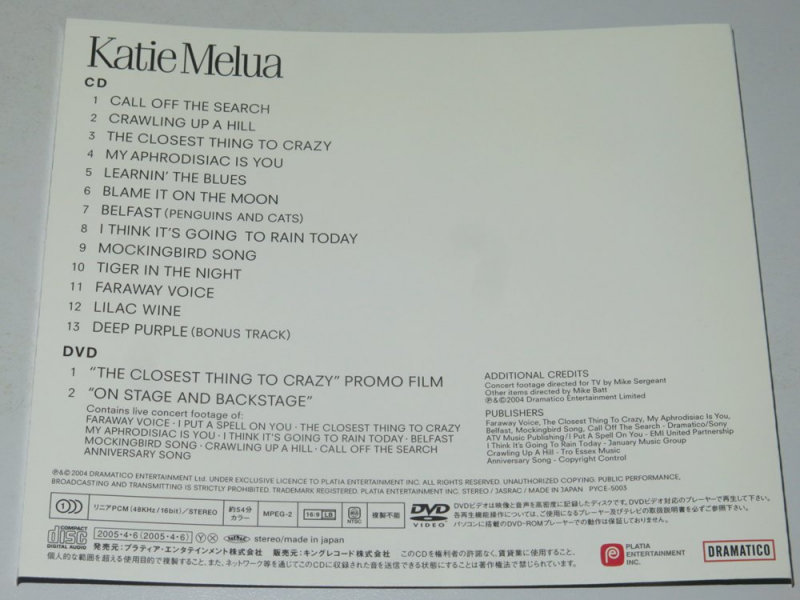 Katie Melua
CD
1 CALL OFF THE SEARCH
2 CRAWLING UP A HILL
3 THE CLOSEST THING TO CRAZY
4 MY APHRODISIAC IS YOU
5 LEARNIN' THE BLUES
6 BLAME IT ON THE MOON
7 BELFAST (PENGUINS AND CATS)
8 I THINK IT'S GOING TO RAIN TODAY
9 MOCKINGBIRD SONG
10 TIGER IN THE NIGHT
11 FARAWAY VOICE
12 LILAC WINE
13 DEEP PURPLE (BONUS TRACK)
DVD
1 "THE CLOSEST THING TO CRAZY" PROMO FILM
2 "ON STAGE AND BACKSTAGE"
Contains live concert footage of:
FARAWAY VOICE · I PUT A SPELL ON YOU · THE CLOSEST THING TO CRAZY
MY APHRODISIAC IS YOU · I THINK IT'S GOING TO RAIN TODAY · BELFAST
MOCKINGBIRD SONG · CRAWLING UP A HILL · CALL OFF THE SEARCH
ANNIVERSARY SONG
ADDITIONAL CREDITS
Concert footage directed for TV by Mike Sergeant
Other items directed by Mike Batt
℗&©2004 Dramatico Entertainment Limited
PUBLISHERS
Faraway Voice, The Closest Thing To Crazy, My Aphrodisiac Is You,
Belfast, Mockingbird Song, Call Off The Search - Dramatico/Sony
ATV Music Publishing / I Put A Spell On You - EMI United Partnership
I Think It's Going To Rain Today - January Music Group
Crawling Up A Hill - Tro Essex Music
Anniversary Song - Copyright Control
℗&©2004 DRAMATICO ENTERTAINMENT Ltd. UNDER EXCLUSIVE LICENCE TO PLATIA ENTERTAINMENT INC. ALL RIGHTS RESERVED. UNAUTHORIZED COPYING. PUBLIC PERFORMANCE,
BROADCASTING AND TRANSMITTING IS STRICTLY PROHIBITED. TRADEMARK REGISTERED. PLATIA ENTERTAINMENT INC. STEREO / JASRAC / MADE IN JAPAN PYCE-5003
1 リニアPCM (48KHz/16bit)／STEREO 約54分 カラー MPEG-2 16:9 LB NTSC 複製不能
DVD VIDEO
DVDビデオは映像と音声を高密度に記録したディスクです。DVDビデオ対応のプレーヤーで再生して下さい。
各再生機能操作については、ご使用になるプレーヤー及びテレビの取扱説明書を必ずご参照下さい。
パソコンに搭載のDVD-ROMプレーヤーでの動作は保証しておりません。
COMPACT disc DIGITAL AUDIO
2005・4・6 (2005・4・6) Y X stereo/made in japan
発売元：プラティア・エンタテインメント株式会社 販売元：キングレコード株式会社 このCDを権利者の許諾なく賃貸業に使用すること、
個人的な範囲を超える使用目的で複製すること、また、ネットワーク等を通じてこのCDに収録された音を送信できる状態にすることは著作権法で禁じられています。
PLATIA
ENTERTAINMENT
INC.
DRAMATICO